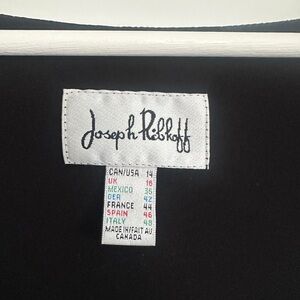 Joseph Ribkoff
CAN/USA 14
UK 16
MEXICO 36
GER 42
FRANCE 44
SPAIN 46
ITALY 48
MADE IN/FAIT AU
CANADA